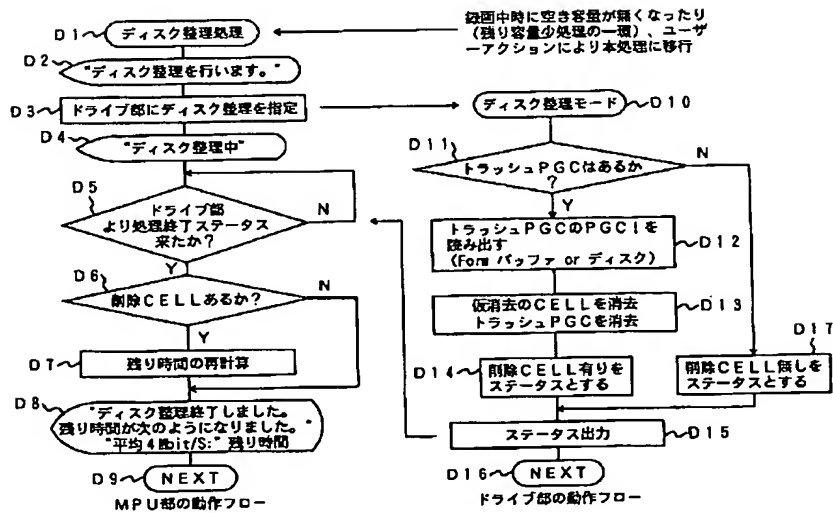 録画中時に空き容量が無くなったり
(残り容量少処理の一環)、ユーザ
ーアクションにより本処理に移行
D1 ディスク整理処理
D2
"ディスク整理を行います。"
D3 ドライブ部にディスク整理を指定
D4
"ディスク整理中"
D5
ドライブ部
より処理終了ステータス
来たか?
N
Y
D6
削除CELLあるか?
N
Y
D7 残り時間の再計算
D8
"ディスク整理終了しました。
残り時間が次のようになりました。"
"平均4Mbit/S:"残り時間
D9 NEXT
MPU部の動作フロー
ディスク整理モード D10
D11
トラッシュPGCはあるか
?
N
Y
トラッシュPGCのPGCIを
読み出す
(Form バッファ or ディスク)
D12
仮消去のCELLを消去
トラッシュPGCを消去
D13
D14 削除CELL有りを
ステータスとする
D17
削除CELL無しを
ステータスとする
ステータス出力 D15
D16 NEXT
ドライブ部の動作フロー